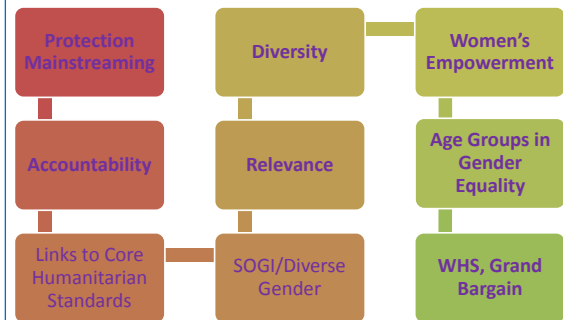 Protection
Mainstreaming
Accountability
Links to Core
Humanitarian
Standards
SOGI/Diverse
Gender
Relevance
Diversity
Women’s
Empowerment
Age Groups in
Gender
Equality
WHS, Grand
Bargain